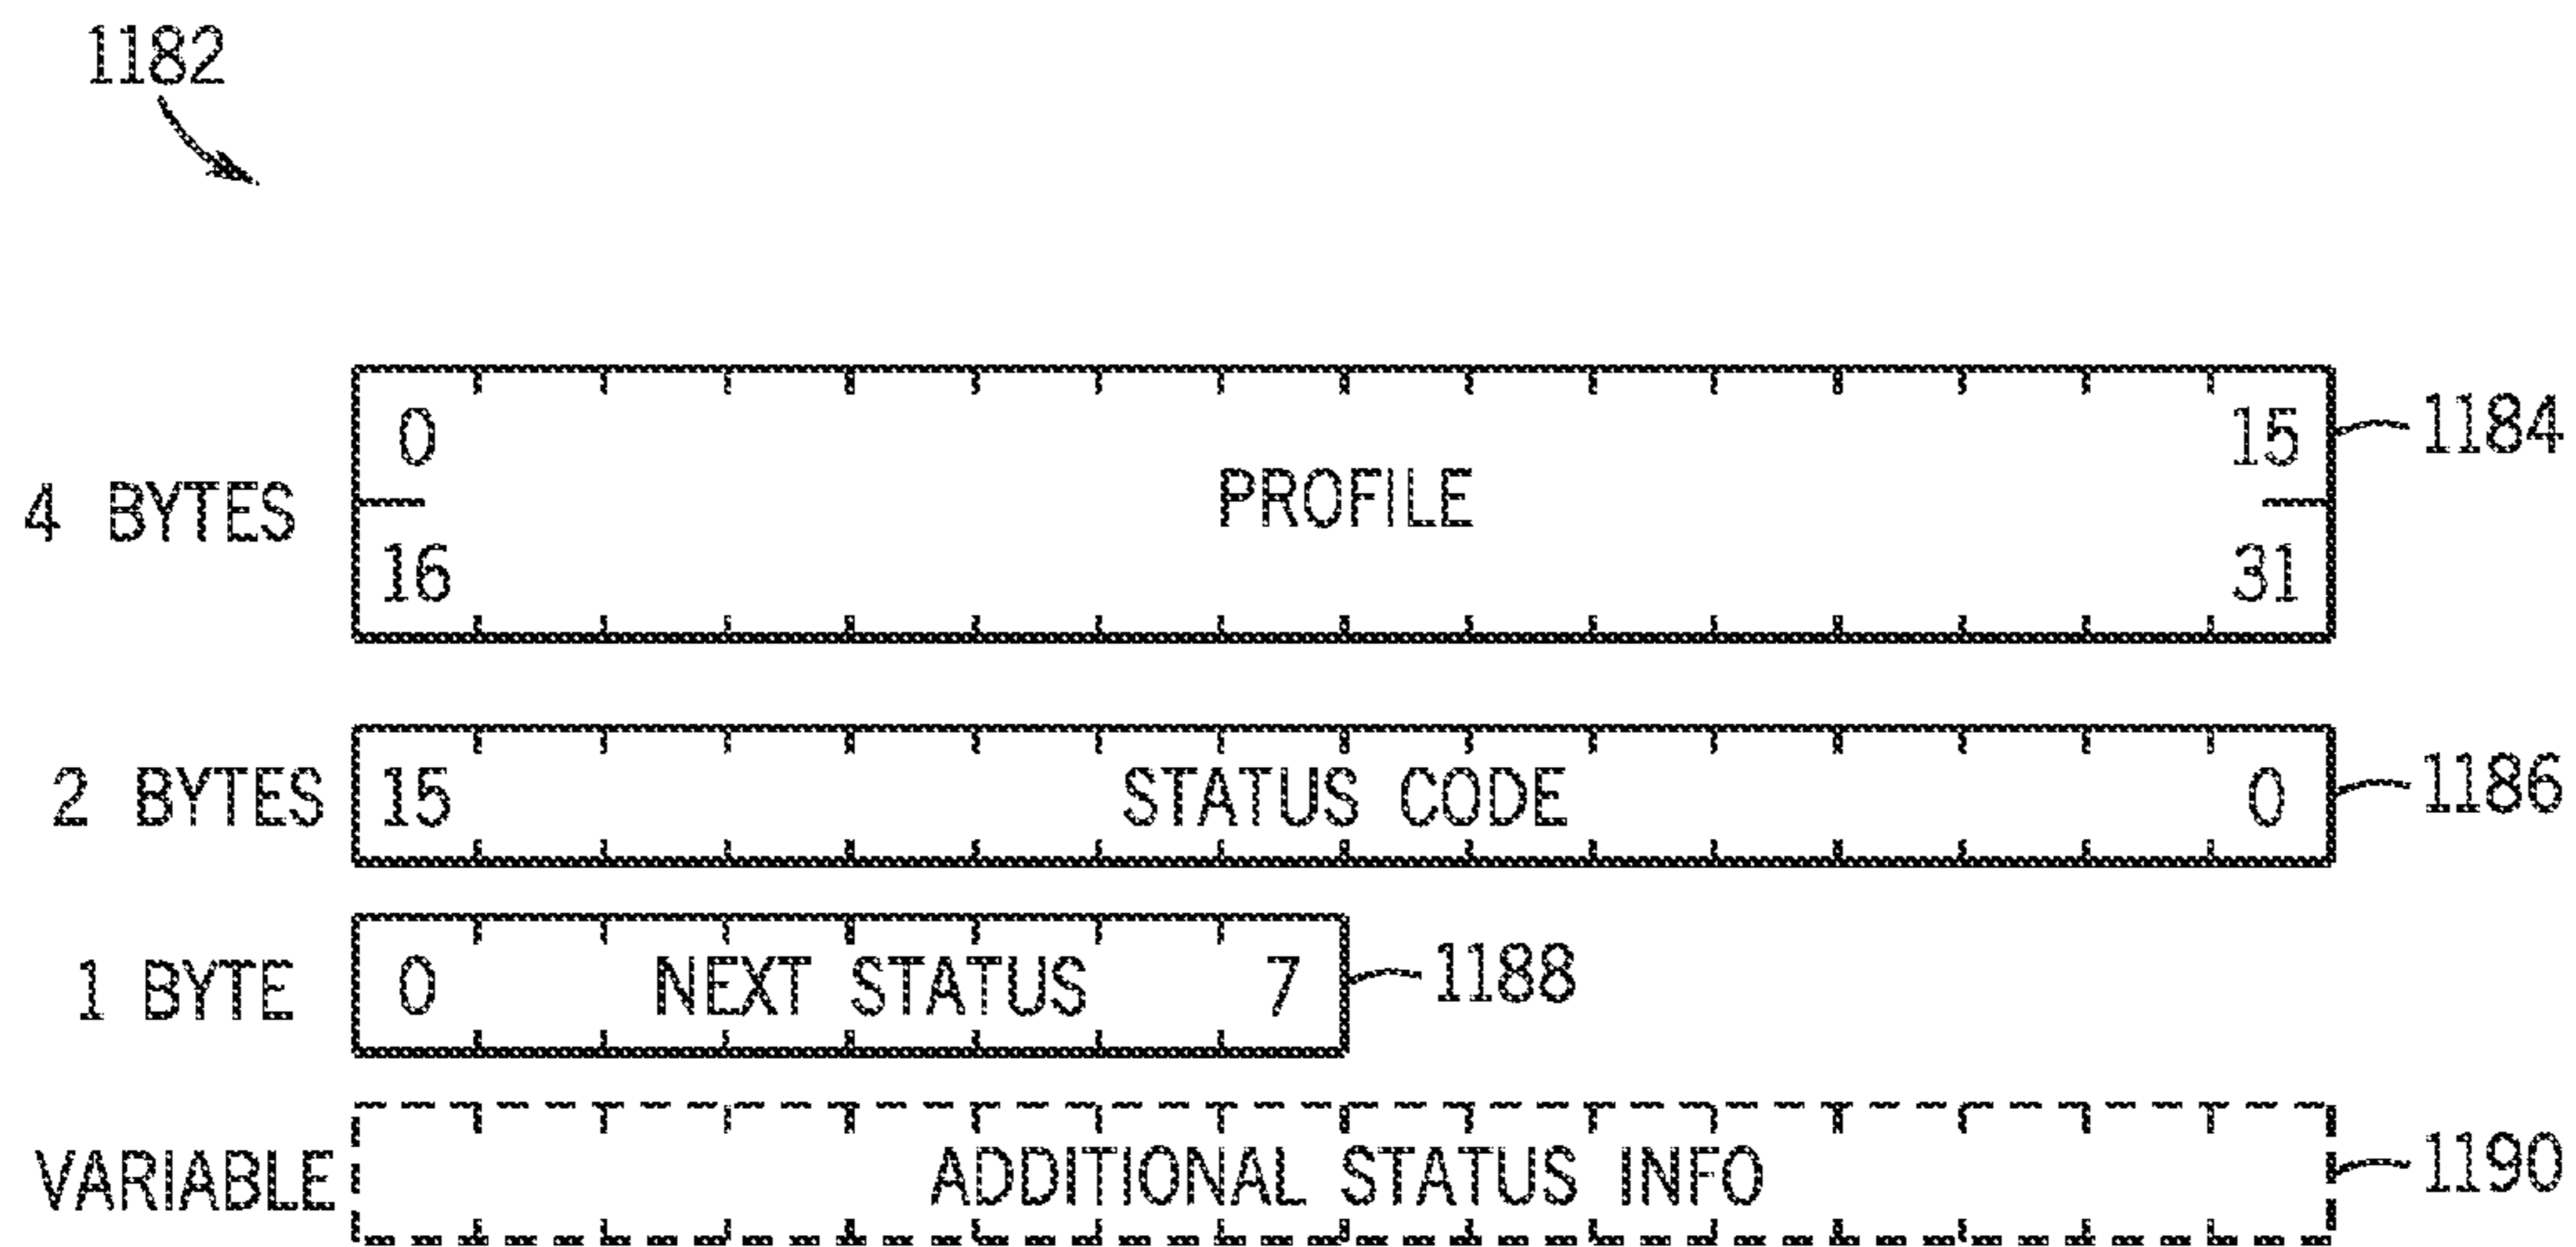 1182
0 15 1184
4 BYTES PROFILE
16 31
2 BYTES 15 STATUS CODE 0 1186
1 BYTE 0 NEXT STATUS 7 1188
VARIABLE ADDITIONAL STATUS INFO 1190